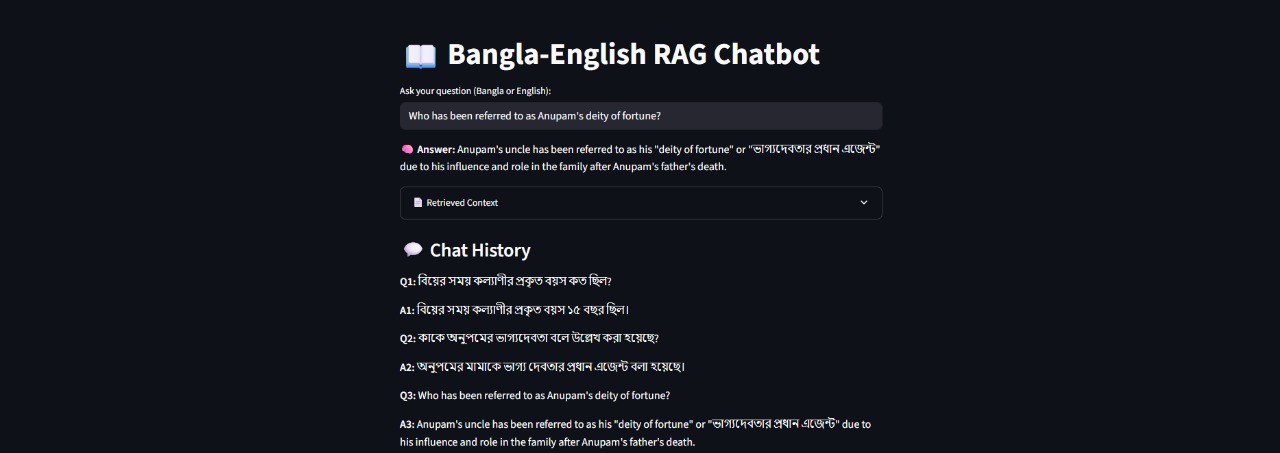 📖 Bangla-English RAG Chatbot
Ask your question (Bangla or English):
Who has been referred to as Anupam's deity of fortune?
🧠 Answer: Anupam's uncle has been referred to as his "deity of fortune" or "ভাগ্যদেবতার প্রধান এজেন্ট"
due to his influence and role in the family after Anupam's father's death.
📄 Retrieved Context
💬 Chat History
Q1: বিয়ের সময় কল্যাণীর প্রকৃত বয়স কত ছিল?
A1: বিয়ের সময় কল্যাণীর প্রকৃত বয়স ১৫ বছর ছিল।
Q2: কাকে অনুপমের ভাগ্যদেবতা বলে উল্লেখ করা হয়েছে?
A2: অনুপমের মামাকে ভাগ্য দেবতার প্রধান এজেন্ট বলা হয়েছে।
Q3: Who has been referred to as Anupam's deity of fortune?
A3: Anupam's uncle has been referred to as his "deity of fortune" or "ভাগ্যদেবতার প্রধান এজেন্ট" due to
his influence and role in the family after Anupam's father's death.